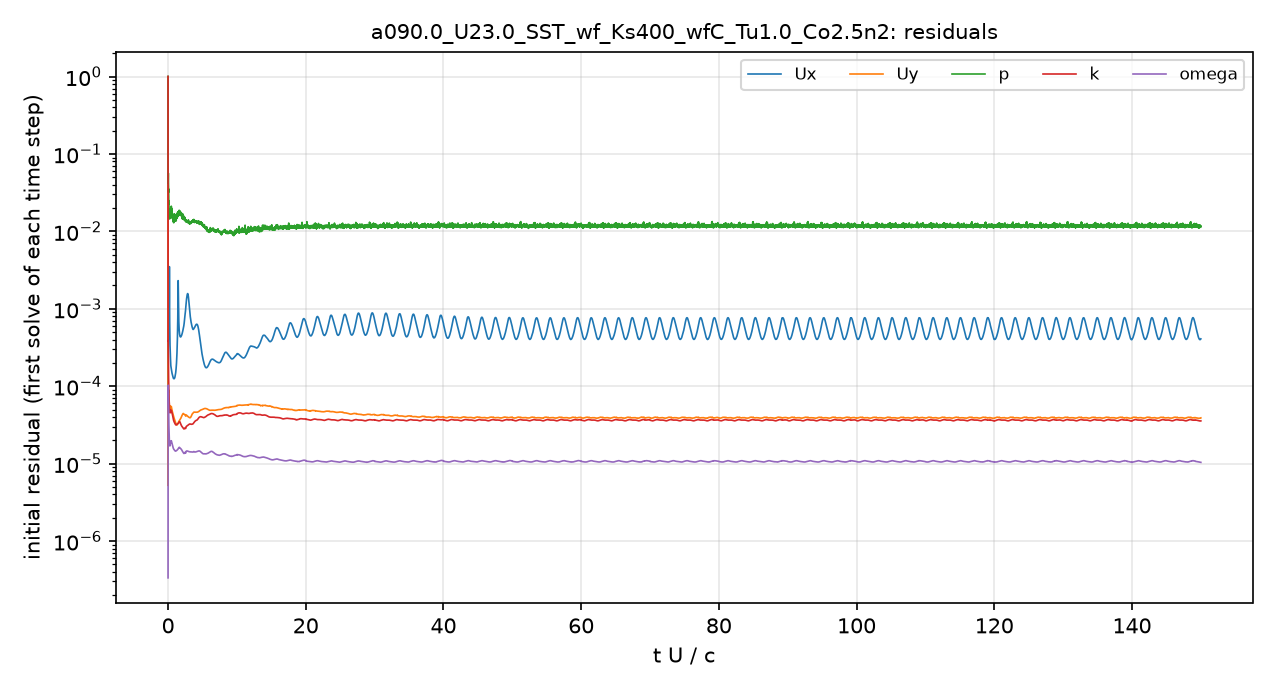 a090.0_U23.0_SST_wf_Ks400_wfC_Tu1.0_Co2.5n2: residuals
Ux Uy p k omega
initial residual (first solve of each time step)
10⁰
10⁻¹
10⁻²
10⁻³
10⁻⁴
10⁻⁵
10⁻⁶
0 20 40 60 80 100 120 140
t U / c